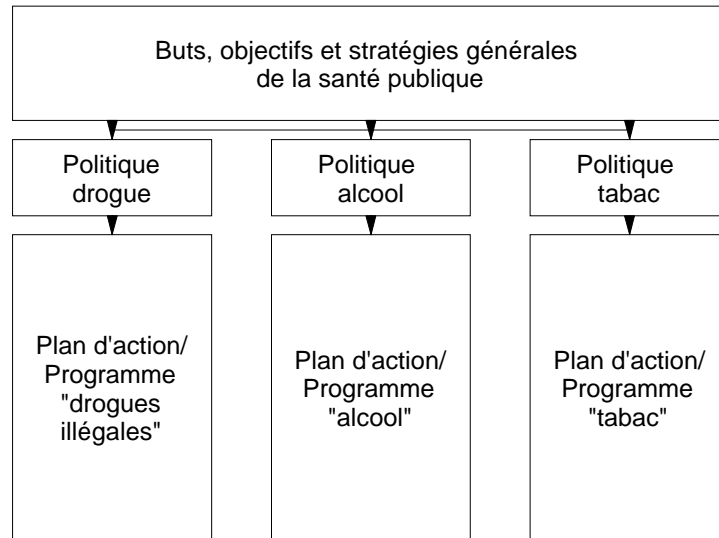 Buts, objectifs et stratégies générales
de la santé publique
Politique
drogue
Politique
alcool
Politique
tabac
Plan d'action/
Programme
"drogues
illégales"
Plan d'action/
Programme
"alcool"
Plan d'action/
Programme
"tabac"